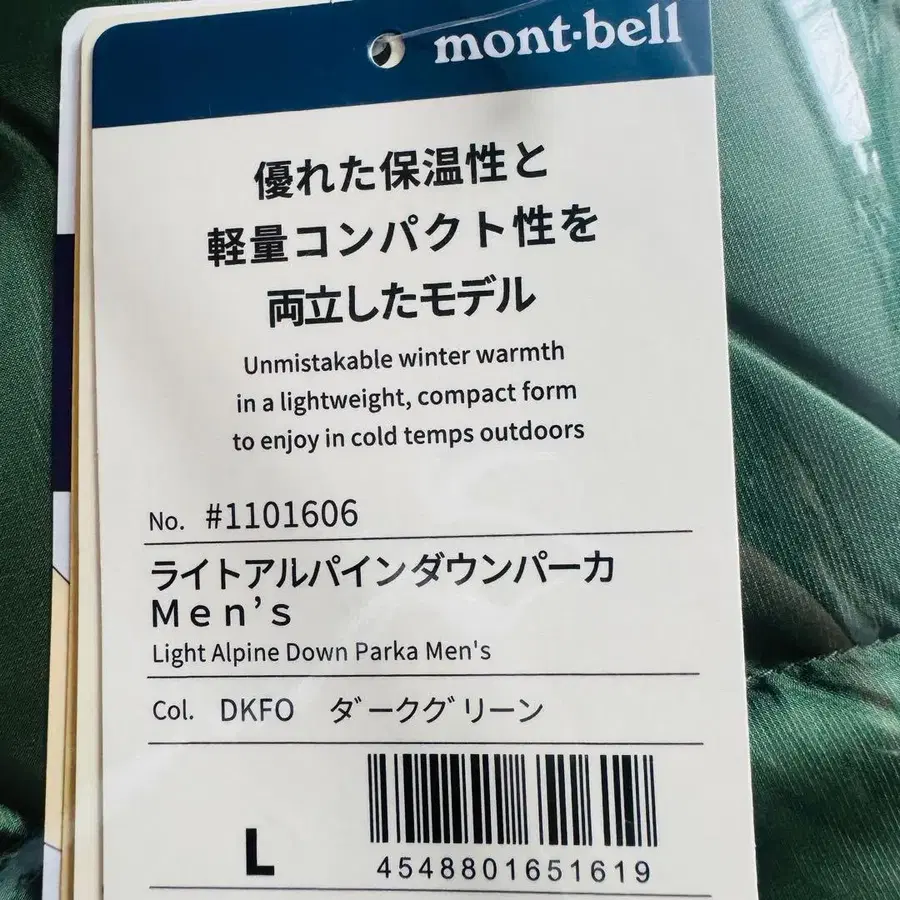 mont-bell
優れた保温性と
軽量コンパクト性を
両立したモデル
Unmistakable winter warmth
in a lightweight, compact form
to enjoy in cold temps outdoors
No. #1101606
ライトアルパインダウンパーカ
Men's
Light Alpine Down Parka Men's
Col. DKFO ダークグリーン
L
4548801651619